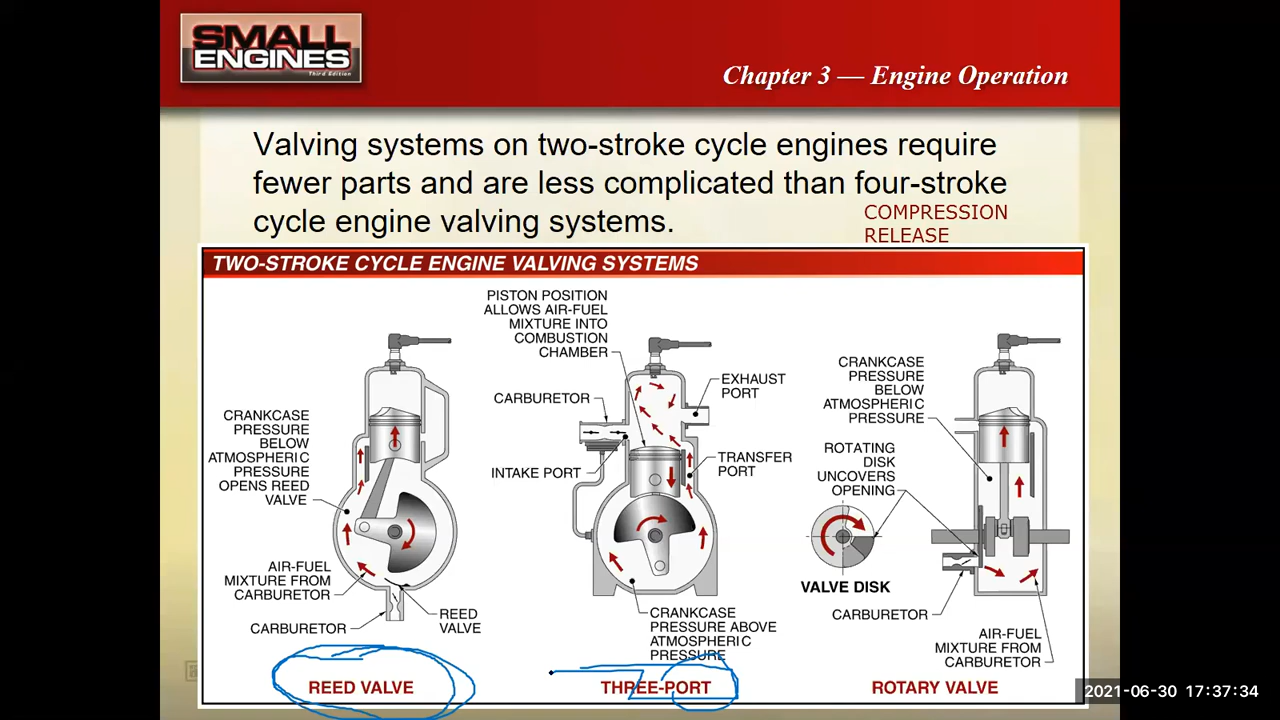 SMALL
ENGINES
Third Edition
Chapter 3 — Engine Operation
Valving systems on two-stroke cycle engines require
fewer parts and are less complicated than four-stroke
cycle engine valving systems.
COMPRESSION
RELEASE
TWO-STROKE CYCLE ENGINE VALVING SYSTEMS
CRANKCASE
PRESSURE
BELOW
ATMOSPHERIC
PRESSURE
OPENS REED
VALVE
AIR-FUEL
MIXTURE FROM
CARBURETOR
CARBURETOR
REED
VALVE
REED VALVE
PISTON POSITION
ALLOWS AIR-FUEL
MIXTURE INTO
COMBUSTION
CHAMBER
CARBURETOR
INTAKE PORT
EXHAUST
PORT
TRANSFER
PORT
CRANKCASE
PRESSURE ABOVE
ATMOSPHERIC
PRESSURE
THREE-PORT
CRANKCASE
PRESSURE
BELOW
ATMOSPHERIC
PRESSURE
ROTATING
DISK
UNCOVERS
OPENING
VALVE DISK
CARBURETOR
AIR-FUEL
MIXTURE FROM
CARBURETOR
ROTARY VALVE
2021-06-30 17:37:34